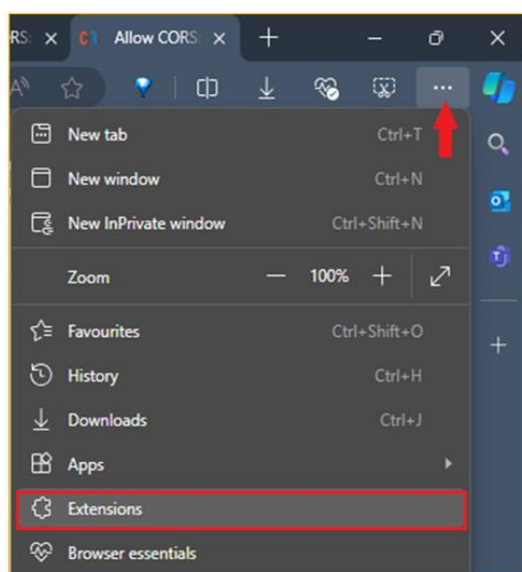 RS: Allow CORS:
New tab Ctrl+T
New window Ctrl+N
New InPrivate window Ctrl+Shift+N
Zoom 100%
Favourites Ctrl+Shift+O
History Ctrl+H
Downloads Ctrl+J
Apps
Extensions
Browser essentials